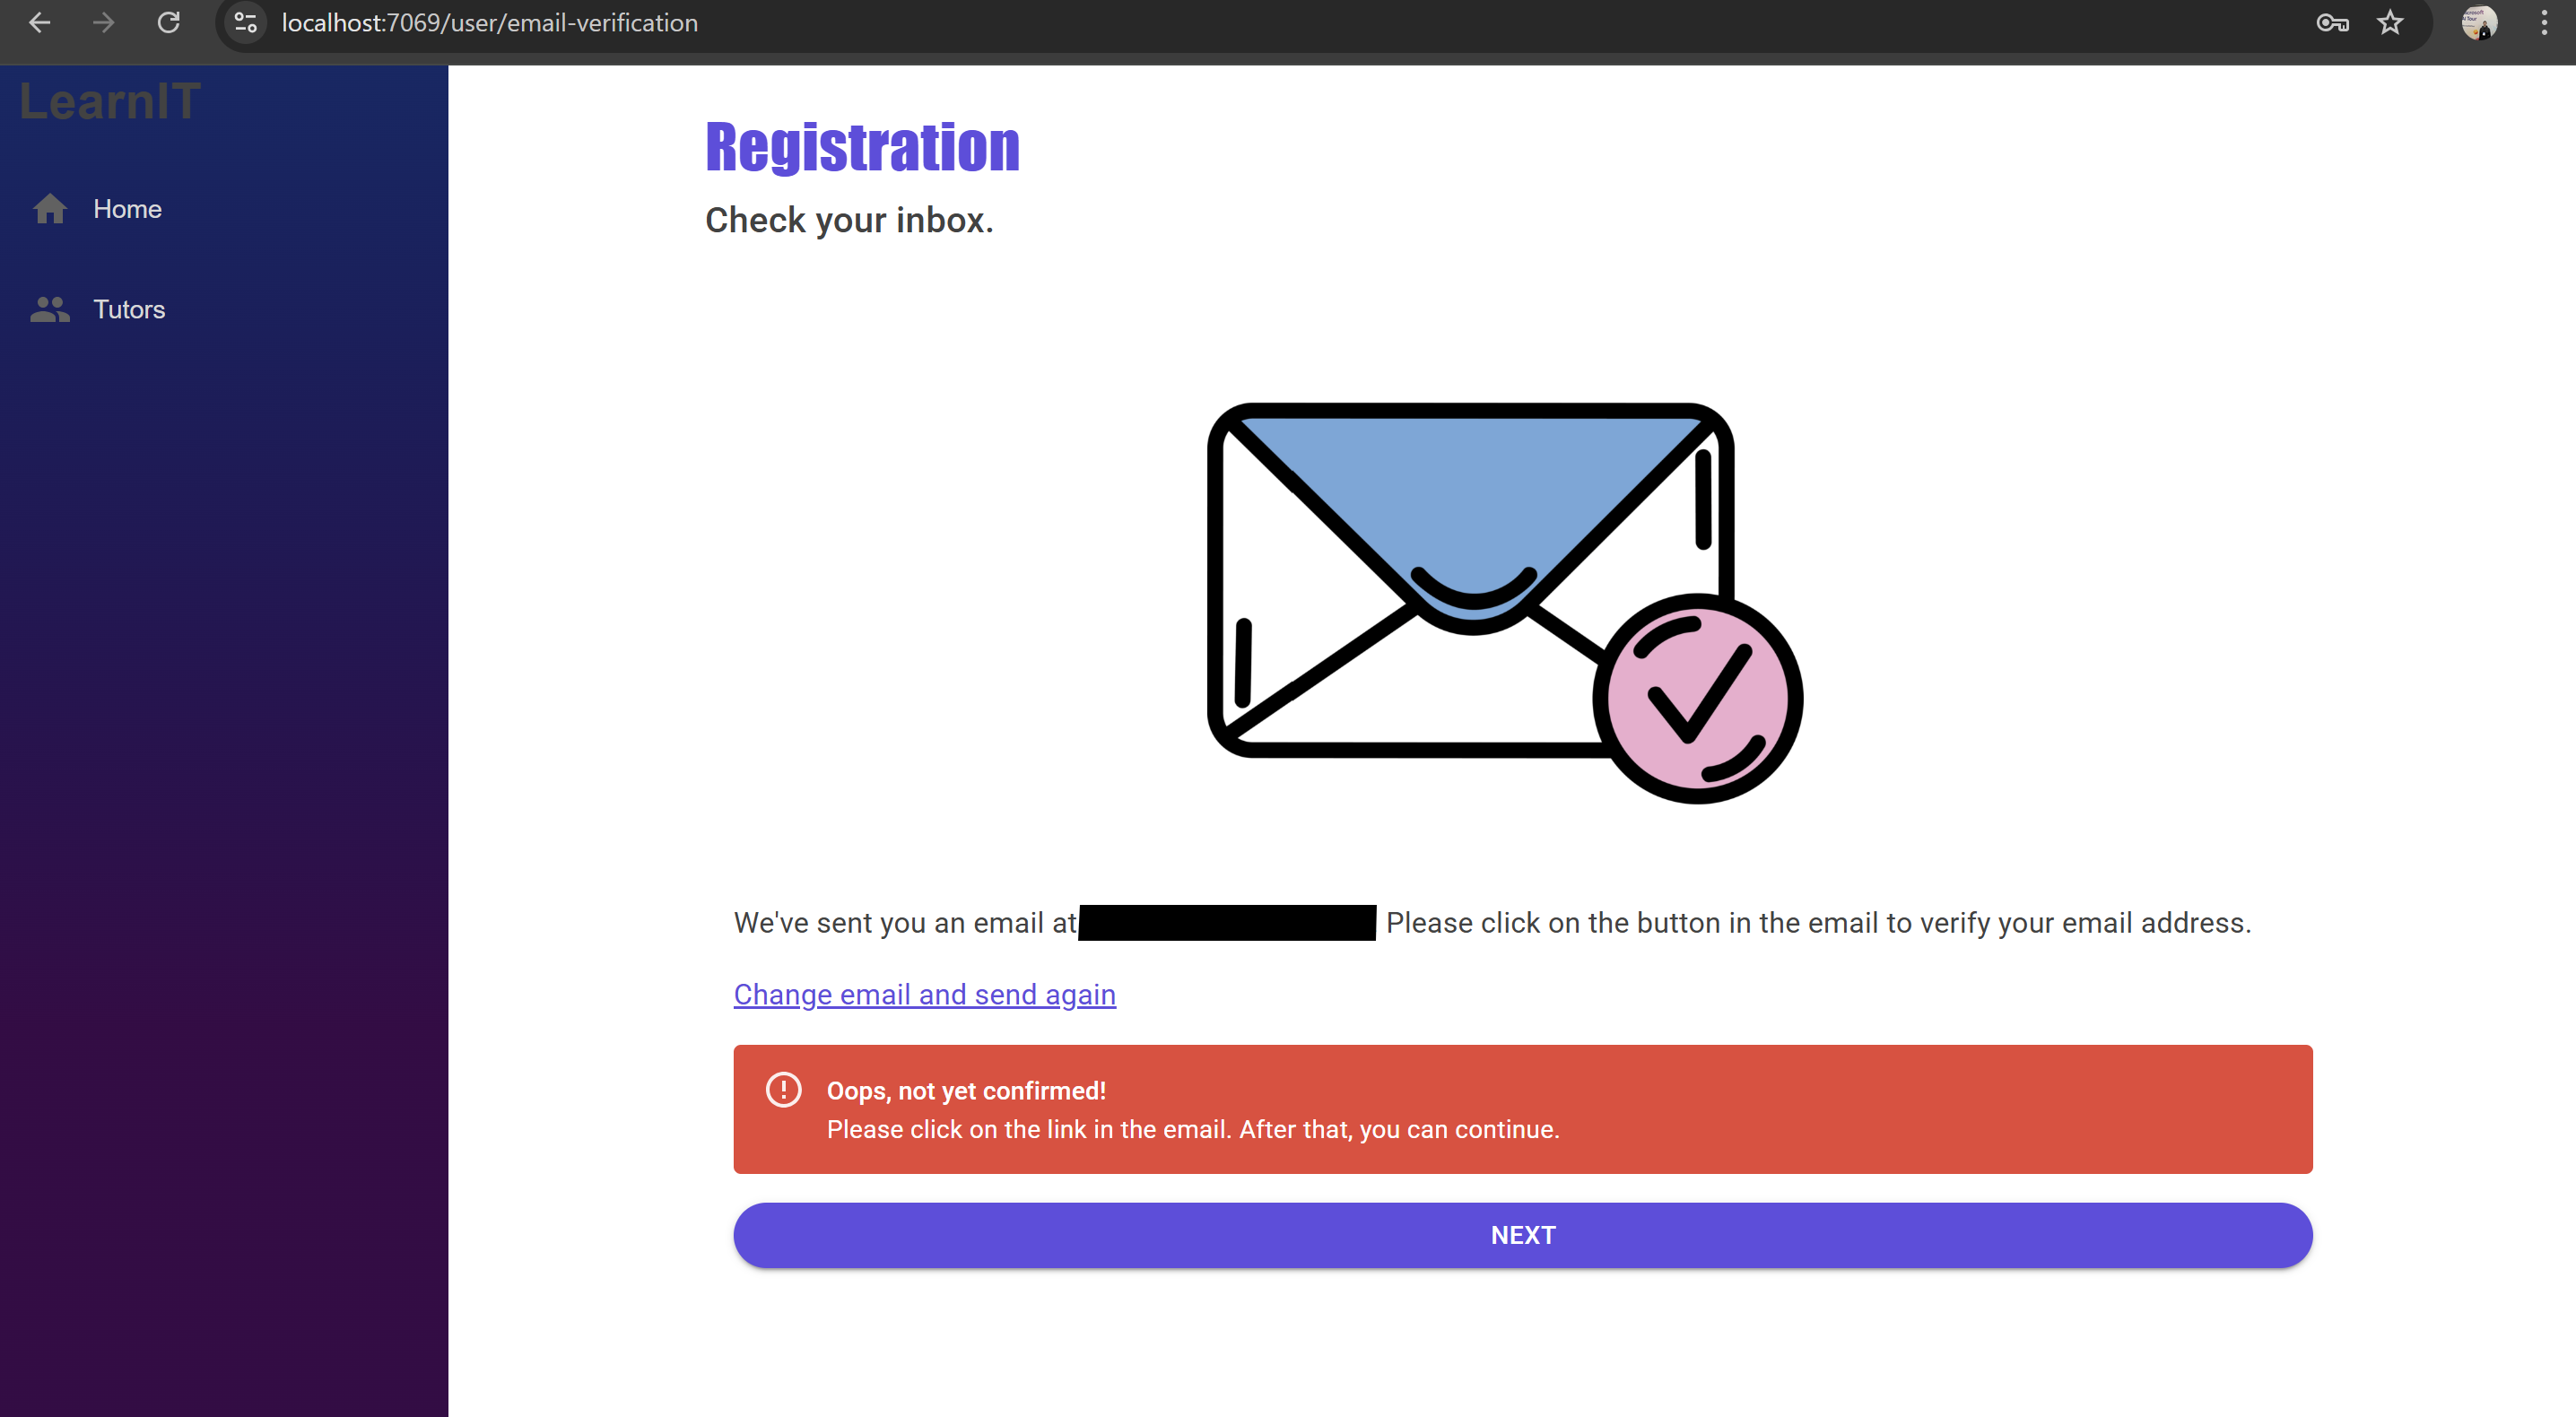 localhost:7069/user/email-verification
LearnIT
Home
Tutors
Registration
Check your inbox.
We've sent you an email at Please click on the button in the email to verify your email address.
Change email and send again
Oops, not yet confirmed!
Please click on the link in the email. After that, you can continue.
NEXT